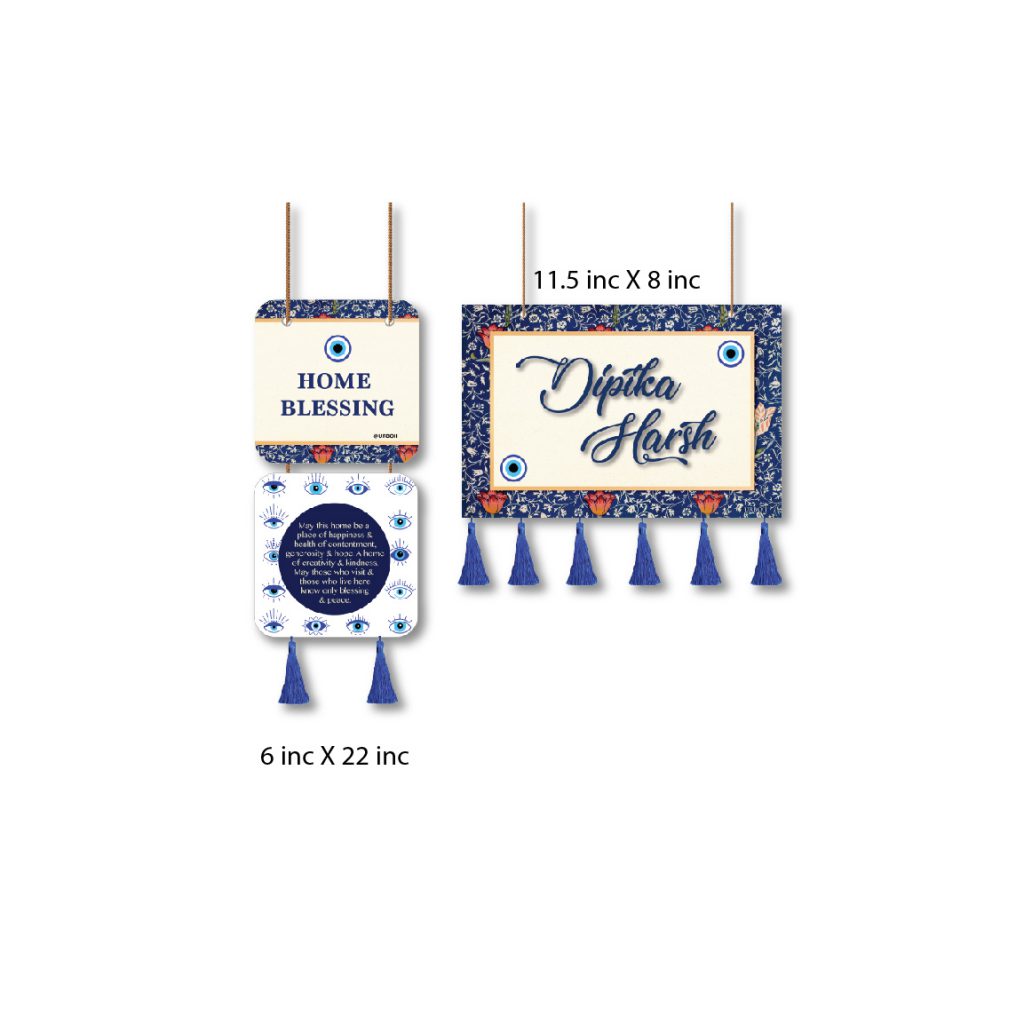 HOME
BLESSING
May this home be a
place of happiness &
health of contentment,
generosity & hope. A home
of creativity & kindness.
May those who visit &
those who live here
know only blessing
& peace.
6 inc X 22 inc
11.5 inc X 8 inc
Dipika
Harsh